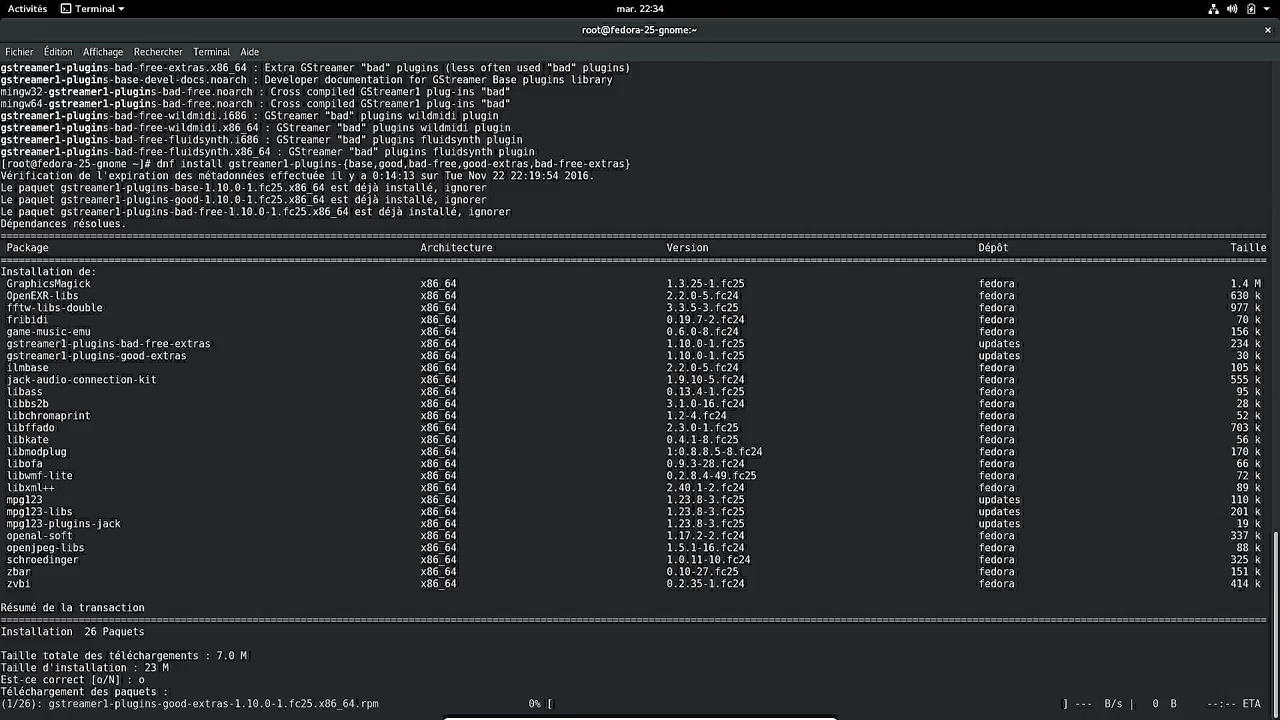 Activités Terminal mar. 22:34
root@fedora-25-gnome:~ ×
Fichier Édition Affichage Rechercher Terminal Aide
gstreamer1-plugins-bad-free-extras.x86_64 : Extra GStreamer "bad" plugins (less often used "bad" plugins)
gstreamer1-plugins-base-devel-docs.noarch : Developer documentation for GStreamer Base plugins library
mingw32-gstreamer1-plugins-bad-free.noarch : Cross compiled GStreamer1 plug-ins "bad"
mingw64-gstreamer1-plugins-bad-free.noarch : Cross compiled GStreamer1 plug-ins "bad"
gstreamer1-plugins-bad-free-wildmidi.i686 : GStreamer "bad" plugins wildmidi plugin
gstreamer1-plugins-bad-free-wildmidi.x86_64 : GStreamer "bad" plugins wildmidi plugin
gstreamer1-plugins-bad-free-fluidsynth.i686 : GStreamer "bad" plugins fluidsynth plugin
gstreamer1-plugins-bad-free-fluidsynth.x86_64 : GStreamer "bad" plugins fluidsynth plugin
[root@fedora-25-gnome ~]# dnf install gstreamer1-plugins-{base,good,bad-free,good-extras,bad-free-extras}
Vérification de l'expiration des métadonnées effectuée il y a 0:14:13 sur Tue Nov 22 22:19:54 2016.
Le paquet gstreamer1-plugins-base-1.10.0-1.fc25.x86_64 est déjà installé, ignorer
Le paquet gstreamer1-plugins-good-1.10.0-1.fc25.x86_64 est déjà installé, ignorer
Le paquet gstreamer1-plugins-bad-free-1.10.0-1.fc25.x86_64 est déjà installé, ignorer
Dépendances résolues.
Package Architecture Version Dépôt Taille
Installation de:
GraphicsMagick x86_64 1.3.25-1.fc25 fedora 1.4 M
OpenEXR-libs x86_64 2.2.0-5.fc24 fedora 630 k
fftw-libs-double x86_64 3.3.5-3.fc25 fedora 977 k
fribidi x86_64 0.19.7-2.fc24 fedora 70 k
game-music-emu x86_64 0.6.0-8.fc24 fedora 156 k
gstreamer1-plugins-bad-free-extras x86_64 1.10.0-1.fc25 updates 234 k
gstreamer1-plugins-good-extras x86_64 1.10.0-1.fc25 updates 30 k
ilmbase x86_64 2.2.0-5.fc24 fedora 105 k
jack-audio-connection-kit x86_64 1.9.10-5.fc24 fedora 555 k
libass x86_64 0.13.4-1.fc25 fedora 95 k
libbs2b x86_64 3.1.0-16.fc24 fedora 28 k
libchromaprint x86_64 1.2-4.fc24 fedora 52 k
libffado x86_64 2.3.0-1.fc25 fedora 703 k
libkate x86_64 0.4.1-8.fc25 fedora 56 k
libmodplug x86_64 1:0.8.8.5-8.fc24 fedora 170 k
libofa x86_64 0.9.3-28.fc24 fedora 66 k
libwmf-lite x86_64 0.2.8.4-49.fc25 fedora 72 k
libxml++ x86_64 2.40.1-2.fc24 fedora 89 k
mpg123 x86_64 1.23.8-3.fc25 updates 110 k
mpg123-libs x86_64 1.23.8-3.fc25 updates 201 k
mpg123-plugins-jack x86_64 1.23.8-3.fc25 updates 19 k
openal-soft x86_64 1.17.2-2.fc24 fedora 337 k
openjpeg-libs x86_64 1.5.1-16.fc24 fedora 88 k
schroedinger x86_64 1.0.11-10.fc24 fedora 325 k
zbar x86_64 0.10-27.fc25 fedora 151 k
zvbi x86_64 0.2.35-1.fc24 fedora 414 k
Résumé de la transaction
Installation 26 Paquets
Taille totale des téléchargements : 7.0 M
Taille d'installation : 23 M
Est-ce correct [o/N] : o
Téléchargement des paquets :
(1/26): gstreamer1-plugins-good-extras-1.10.0-1.fc25.x86_64.rpm 0% [ ] --- B/s | 0 B --:-- ETA